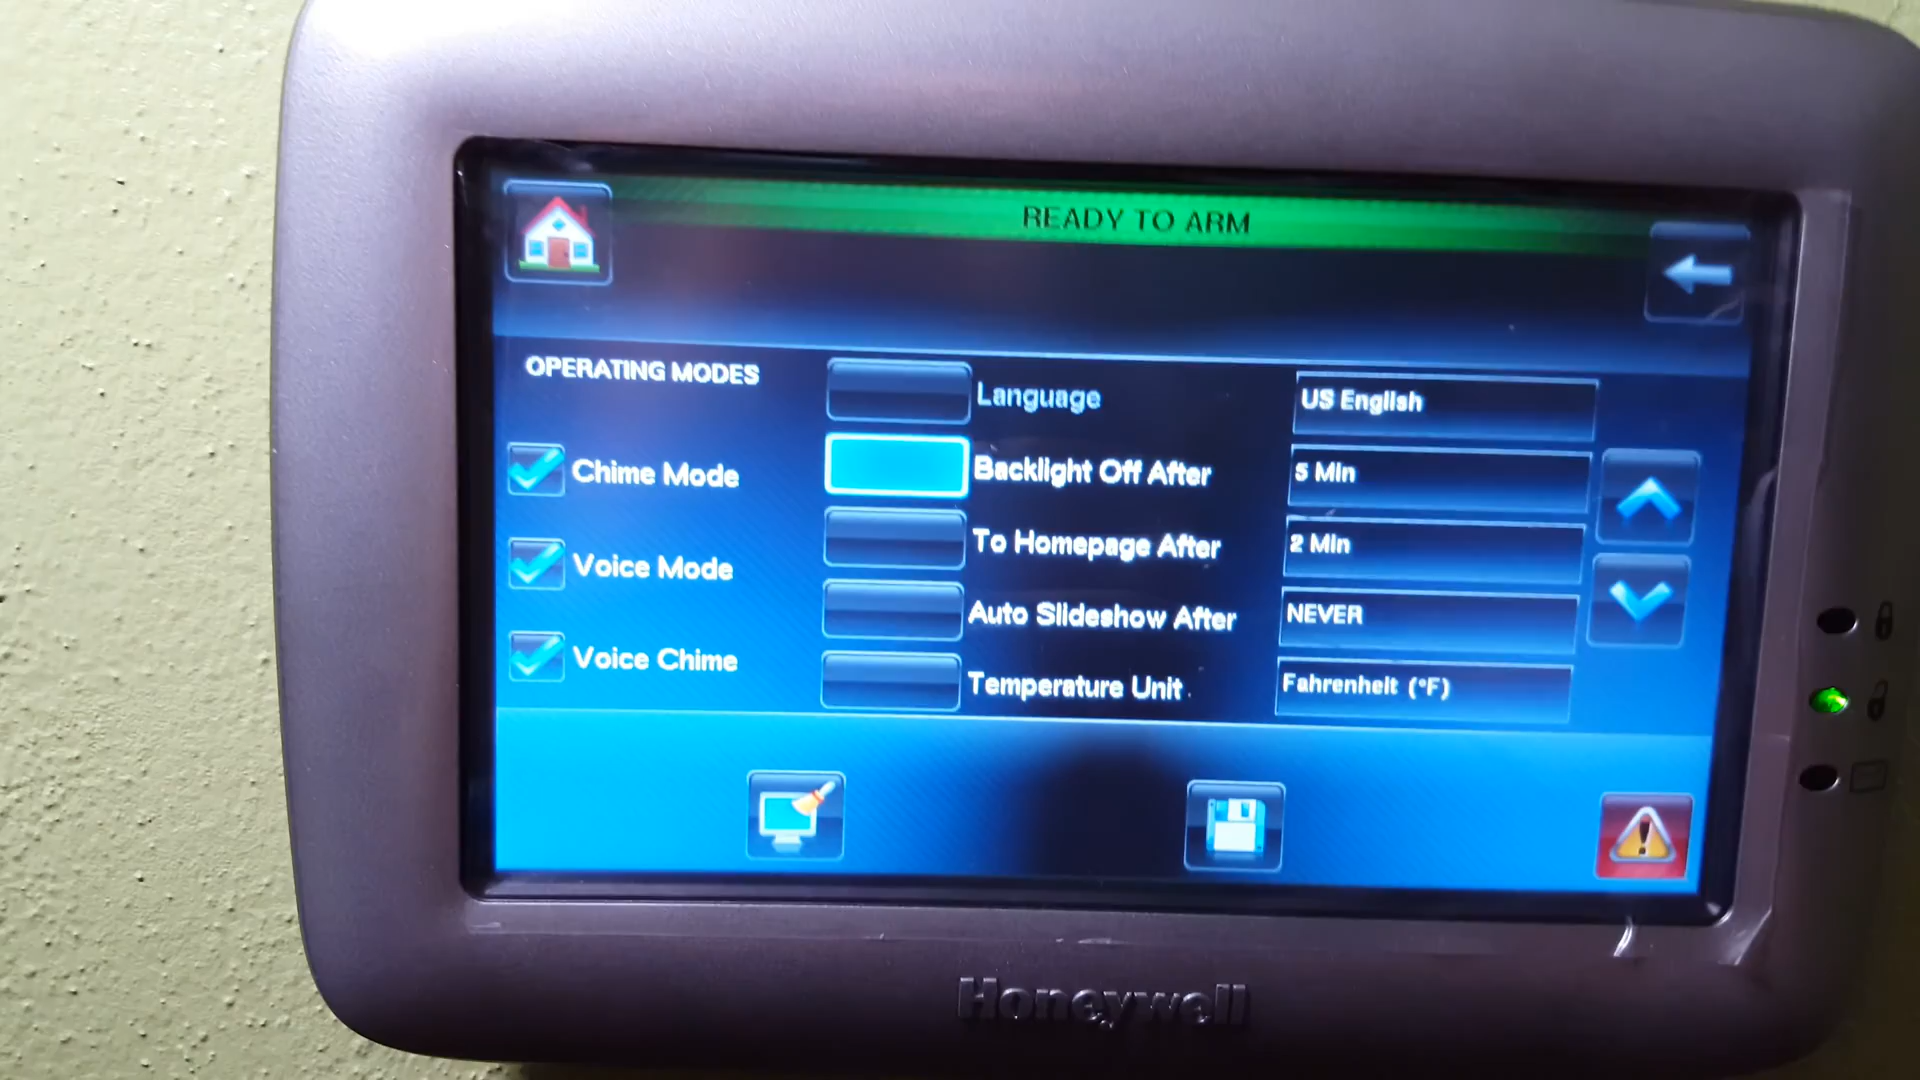 READY TO ARM
OPERATING MODES
Chime Mode
Voice Mode
Voice Chime
Language US English
Backlight Off After 5 Min
To Homepage After 2 Min
Auto Slideshow After NEVER
Temperature Unit Fahrenheit (°F)
Honeywell